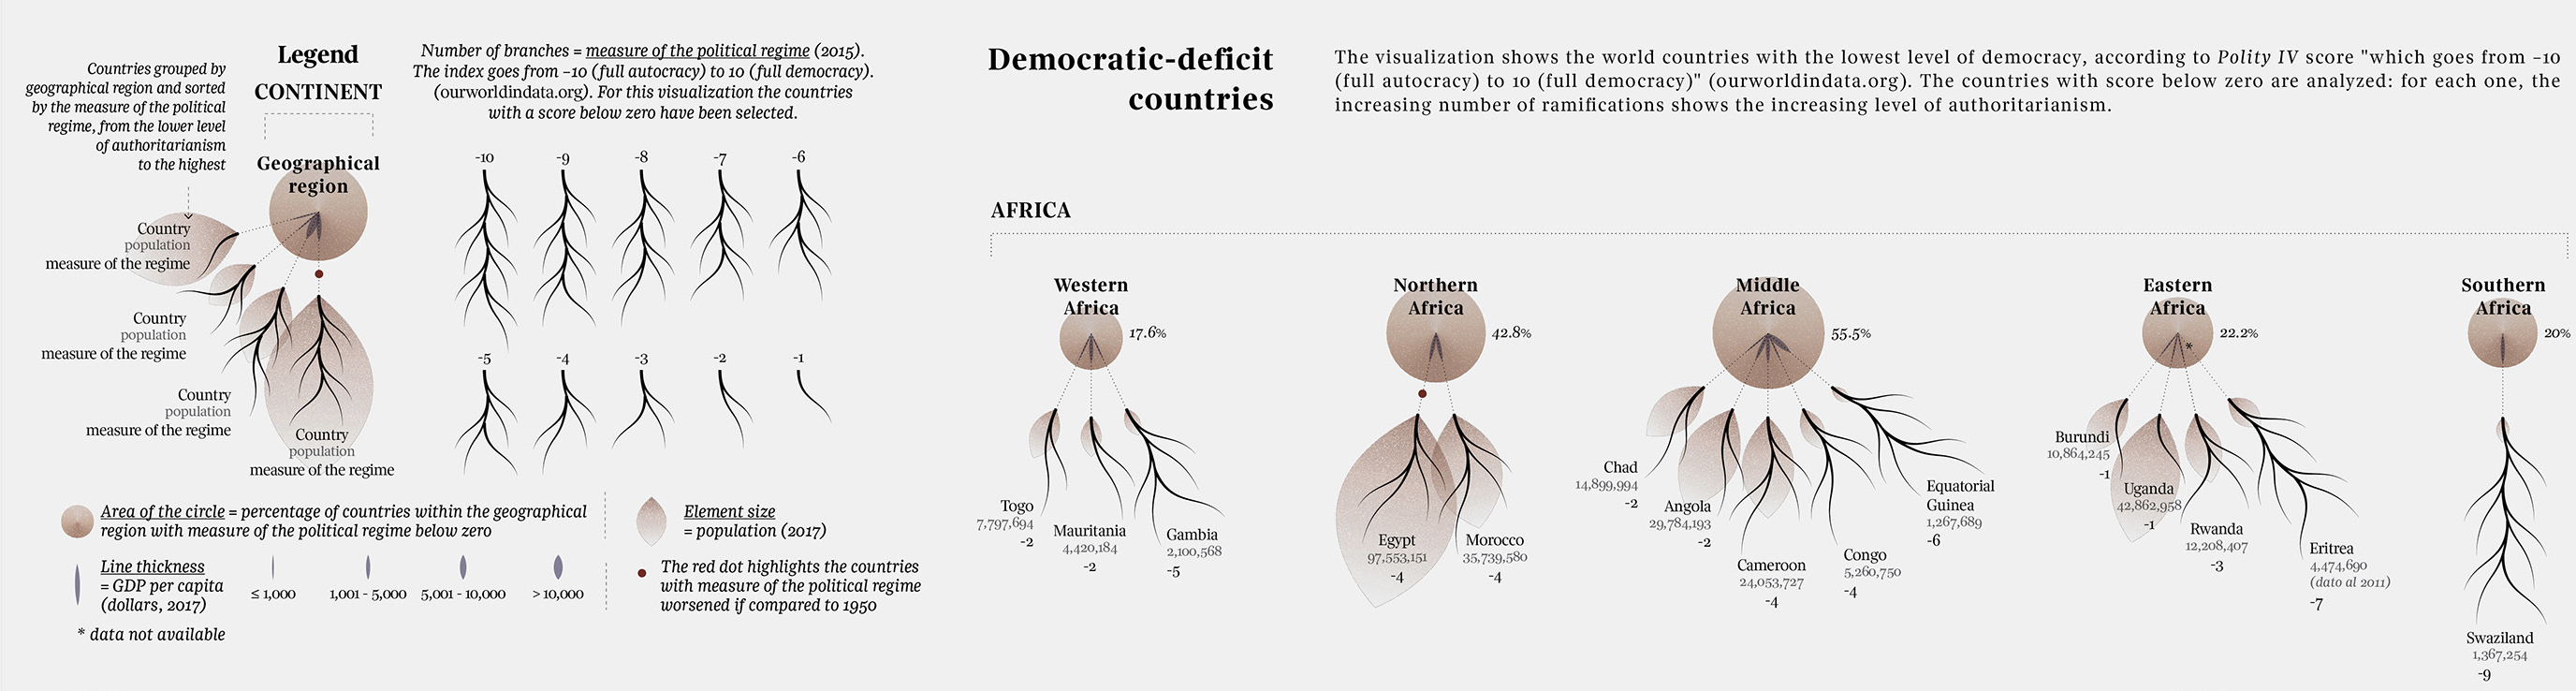 Legend
CONTINENT
Geographical
region
Countries grouped by
geographical region and sorted
by the measure of the political
regime, from the lower level
of authoritarianism
to the highest
Country
population
measure of the regime
Country
population
measure of the regime
Country
population
measure of the regime
Country
population
measure of the regime
Number of branches = measure of the political regime (2015).
The index goes from -10 (full autocracy) to 10 (full democracy).
(ourworldindata.org). For this visualization the countries
with a score below zero have been selected.
-10 -9 -8 -7 -6
-5 -4 -3 -2 -1
Area of the circle = percentage of countries within the geographical
region with measure of the political regime below zero
Line thickness
= GDP per capita
(dollars, 2017)
≤ 1,000 1,001 - 5,000 5,001 - 10,000 > 10,000
* data not available
Element size
= population (2017)
The red dot highlights the countries
with measure of the political regime
worsened if compared to 1950
Democratic-deficit
countries
The visualization shows the world countries with the lowest level of democracy, according to Polity IV score "which goes from -10
(full autocracy) to 10 (full democracy)" (ourworldindata.org). The countries with score below zero are analyzed: for each one, the
increasing number of ramifications shows the increasing level of authoritarianism.
AFRICA
Western
Africa
17.6%
Togo
7,797,694
-2
Mauritania
4,420,184
-2
Gambia
2,100,568
-5
Northern
Africa
42.8%
Egypt
97,553,151
-4
Morocco
35,739,580
-4
Middle
Africa
55.5%
Chad
14,899,994
-2
Angola
29,784,193
-2
Cameroon
24,053,727
-4
Congo
5,260,750
-4
Equatorial
Guinea
1,267,689
-6
Eastern
Africa
22.2%
*
Burundi
10,864,245
-1
Uganda
42,862,958
-1
Rwanda
12,208,407
-3
Eritrea
4,474,690
(dato al 2011)
-7
Southern
Africa
20%
Swaziland
1,367,254
-9